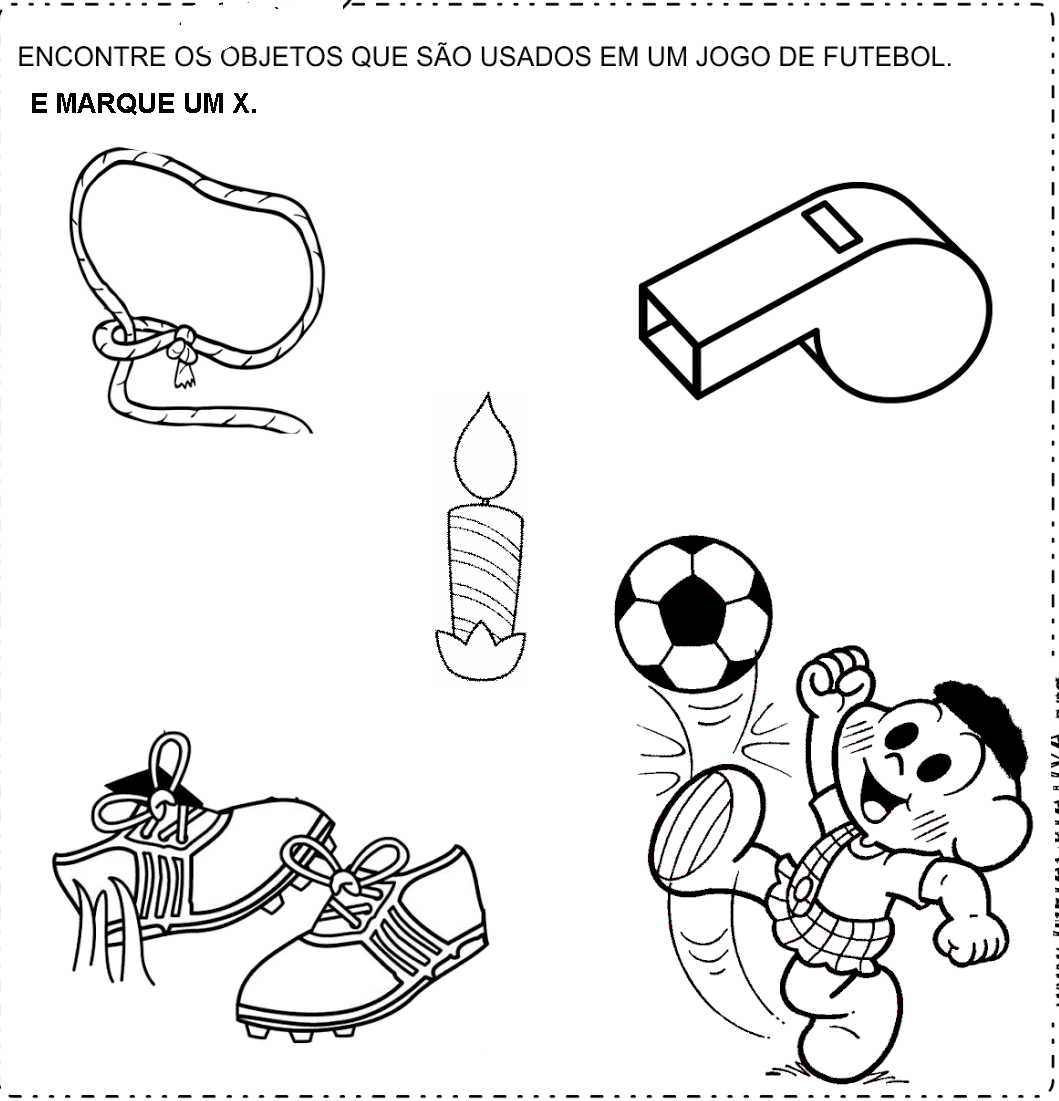 ENCONTRE OS OBJETOS QUE SÃO USADOS EM UM JOGO DE FUTEBOL.
E MARQUE UM X.